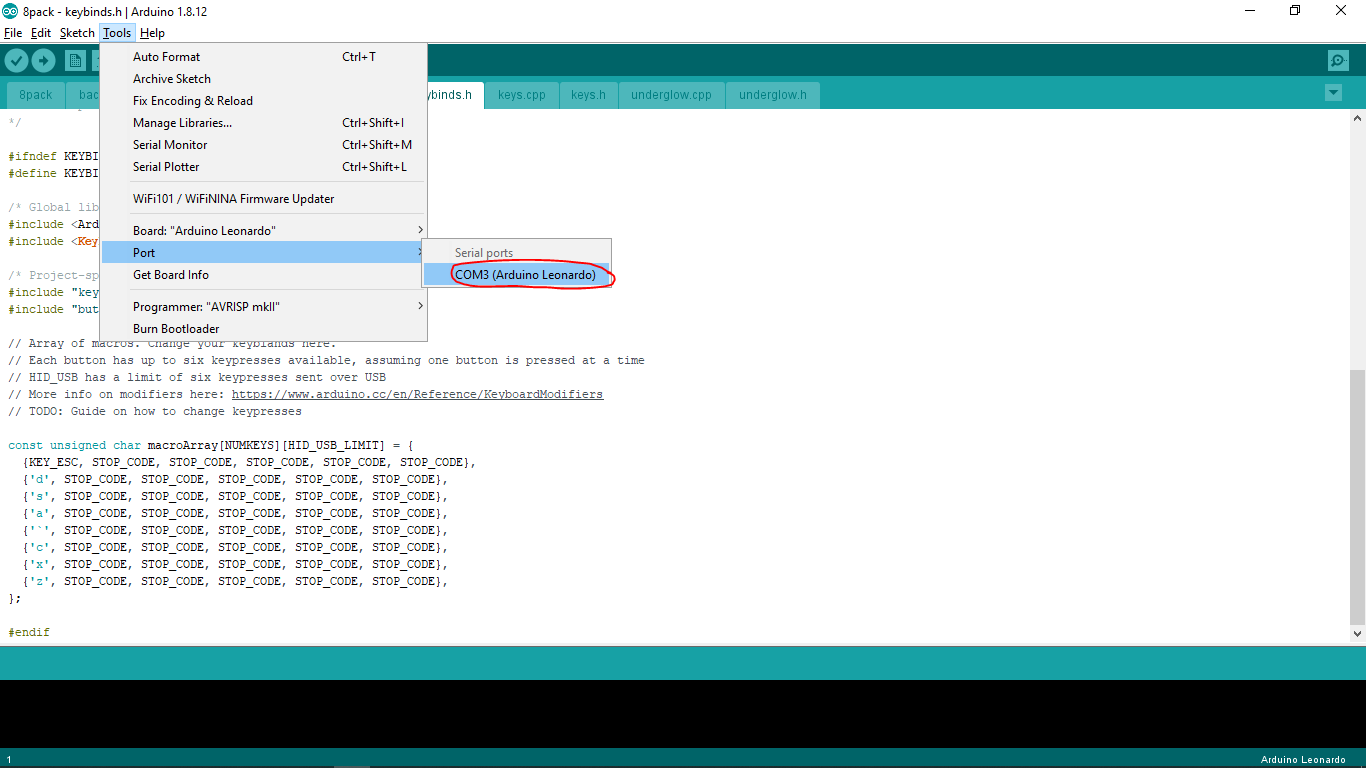 8pack - keybinds.h | Arduino 1.8.12
File Edit Sketch Tools Help
Auto Format Ctrl+T
Archive Sketch
Fix Encoding & Reload
Manage Libraries... Ctrl+Shift+I
Serial Monitor Ctrl+Shift+M
Serial Plotter Ctrl+Shift+L
WiFi101 / WiFiNINA Firmware Updater
Board: "Arduino Leonardo"
Port
Get Board Info
Programmer: "AVRISP mkII"
Burn Bootloader
Serial ports
COM3 (Arduino Leonardo)
8pack bac ybinds.h keys.cpp keys.h underglow.cpp underglow.h
*/
#ifndef KEYBI
#define KEYBI
/* Global lib
#include <Ard
#include <Key
/* Project-sp
#include "key
#include "but
// Array of macros. Change your keybiands here.
// Each button has up to six keypresses available, assuming one button is pressed at a time
// HID_USB has a limit of six keypresses sent over USB
// More info on modifiers here: https://www.arduino.cc/en/Reference/KeyboardModifiers
// TODO: Guide on how to change keypresses
const unsigned char macroArray[NUMKEYS][HID_USB_LIMIT] = {
{KEY_ESC, STOP_CODE, STOP_CODE, STOP_CODE, STOP_CODE, STOP_CODE},
{'d', STOP_CODE, STOP_CODE, STOP_CODE, STOP_CODE, STOP_CODE},
{'s', STOP_CODE, STOP_CODE, STOP_CODE, STOP_CODE, STOP_CODE},
{'a', STOP_CODE, STOP_CODE, STOP_CODE, STOP_CODE, STOP_CODE},
{'`', STOP_CODE, STOP_CODE, STOP_CODE, STOP_CODE, STOP_CODE},
{'c', STOP_CODE, STOP_CODE, STOP_CODE, STOP_CODE, STOP_CODE},
{'x', STOP_CODE, STOP_CODE, STOP_CODE, STOP_CODE, STOP_CODE},
{'z', STOP_CODE, STOP_CODE, STOP_CODE, STOP_CODE, STOP_CODE},
};
#endif
1 Arduino Leonardo